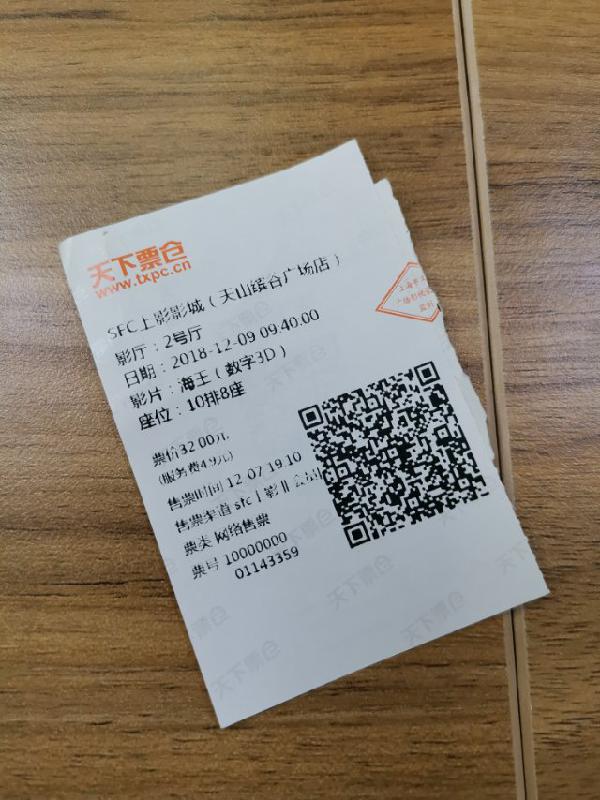 天下票仓
www.txpc.cn
SFC上影影城（天山缤谷广场店）
影厅：2号厅
日期：2018-12-09 09:40:00
影片：海王（数字3D）
座位：10排8座
票价32.00元
(服务费4.9元)
售票时间 12-07 19:10
售票渠道 sfc
票类 网络售票
票号 10000000
01143359
天下票仓
天下票仓
天下票仓